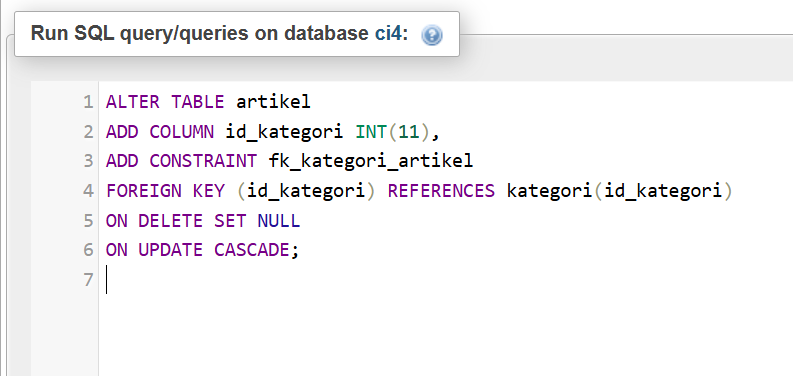 Run SQL query/queries on database ci4:
1 ALTER TABLE artikel
2 ADD COLUMN id_kategori INT(11),
3 ADD CONSTRAINT fk_kategori_artikel
4 FOREIGN KEY (id_kategori) REFERENCES kategori(id_kategori)
5 ON DELETE SET NULL
6 ON UPDATE CASCADE;
7